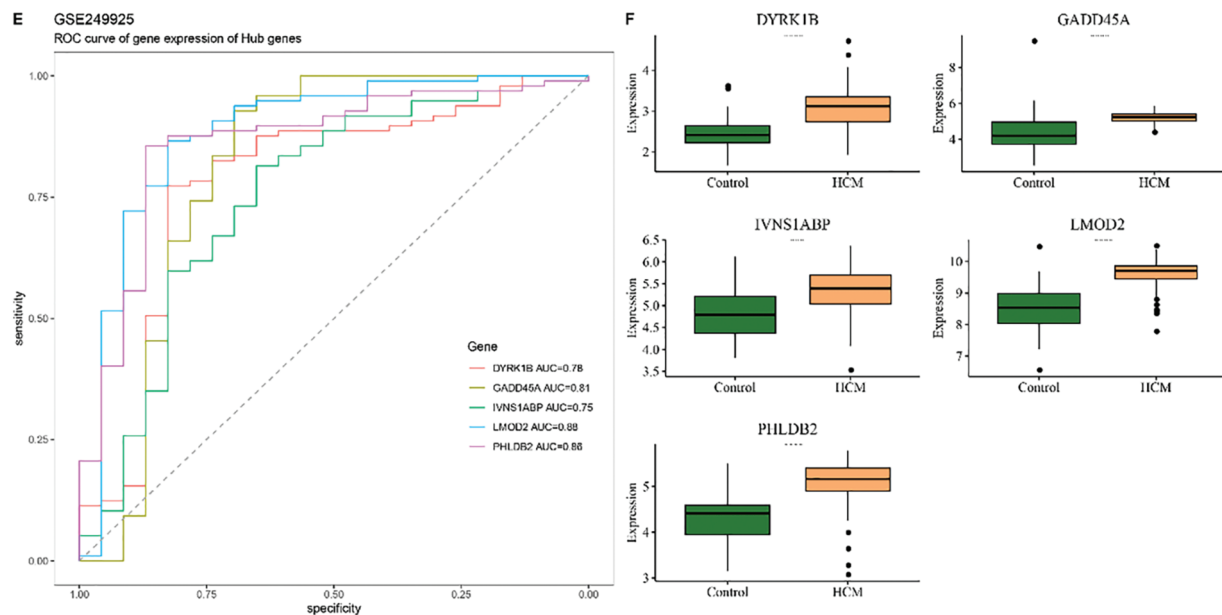 E
GSE249925
ROC curve of gene expression of Hub genes
1.00
0.75
0.50
0.25
0.00
sensitivity
1.00
0.75
0.50
0.25
0.00
specificity
Gene
DYRK1B AUC=0.78
GADD45A AUC=0.81
IVNS1ABP AUC=0.75
LMOD2 AUC=0.88
PHLDB2 AUC=0.86
F
DYRK1B
Expression
4
3
2
Control
HCM
GADD45A
Expression
8
6
4
Control
HCM
IVNS1ABP
Expression
6.5
6.0
5.5
5.0
4.5
4.0
3.5
Control
HCM
LMOD2
Expression
10
9
8
7
Control
HCM
PHLDB2
Expression
5
4
3
Control
HCM